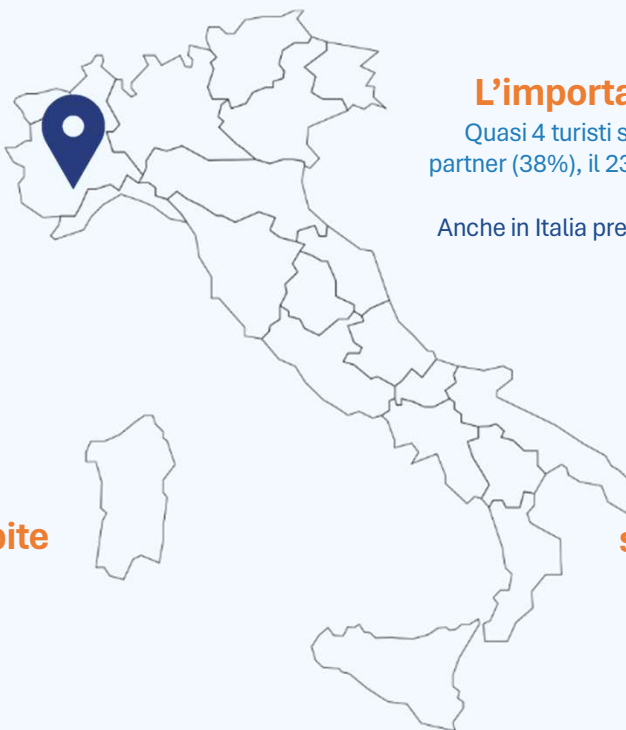 L'importa
Quasi 4 turisti s
partner (38%), il 23
Anche in Italia pre
bite
s